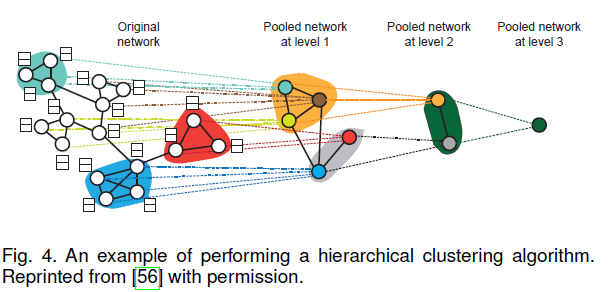 Original network
Pooled network at level 1
Pooled network at level 2
Pooled network at level 3
Fig. 4. An example of performing a hierarchical clustering algorithm.
Reprinted from [56] with permission.